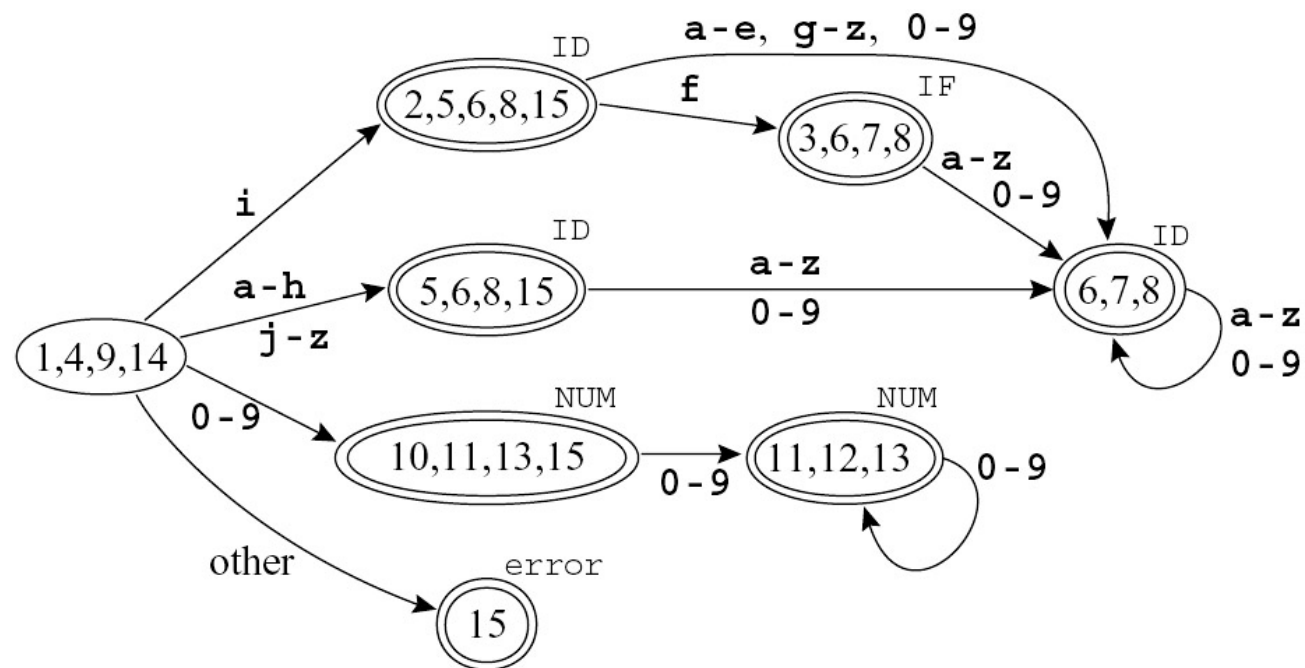 ID
a-e, g-z, 0-9
2,5,6,8,15
f
IF
3,6,7,8
a-z
0-9
i
ID
ID
a-h
5,6,8,15
a-z
6,7,8
j-z
0-9
a-z
0-9
1,4,9,14
NUM
NUM
0-9
10,11,13,15
0-9
11,12,13
0-9
other
error
15